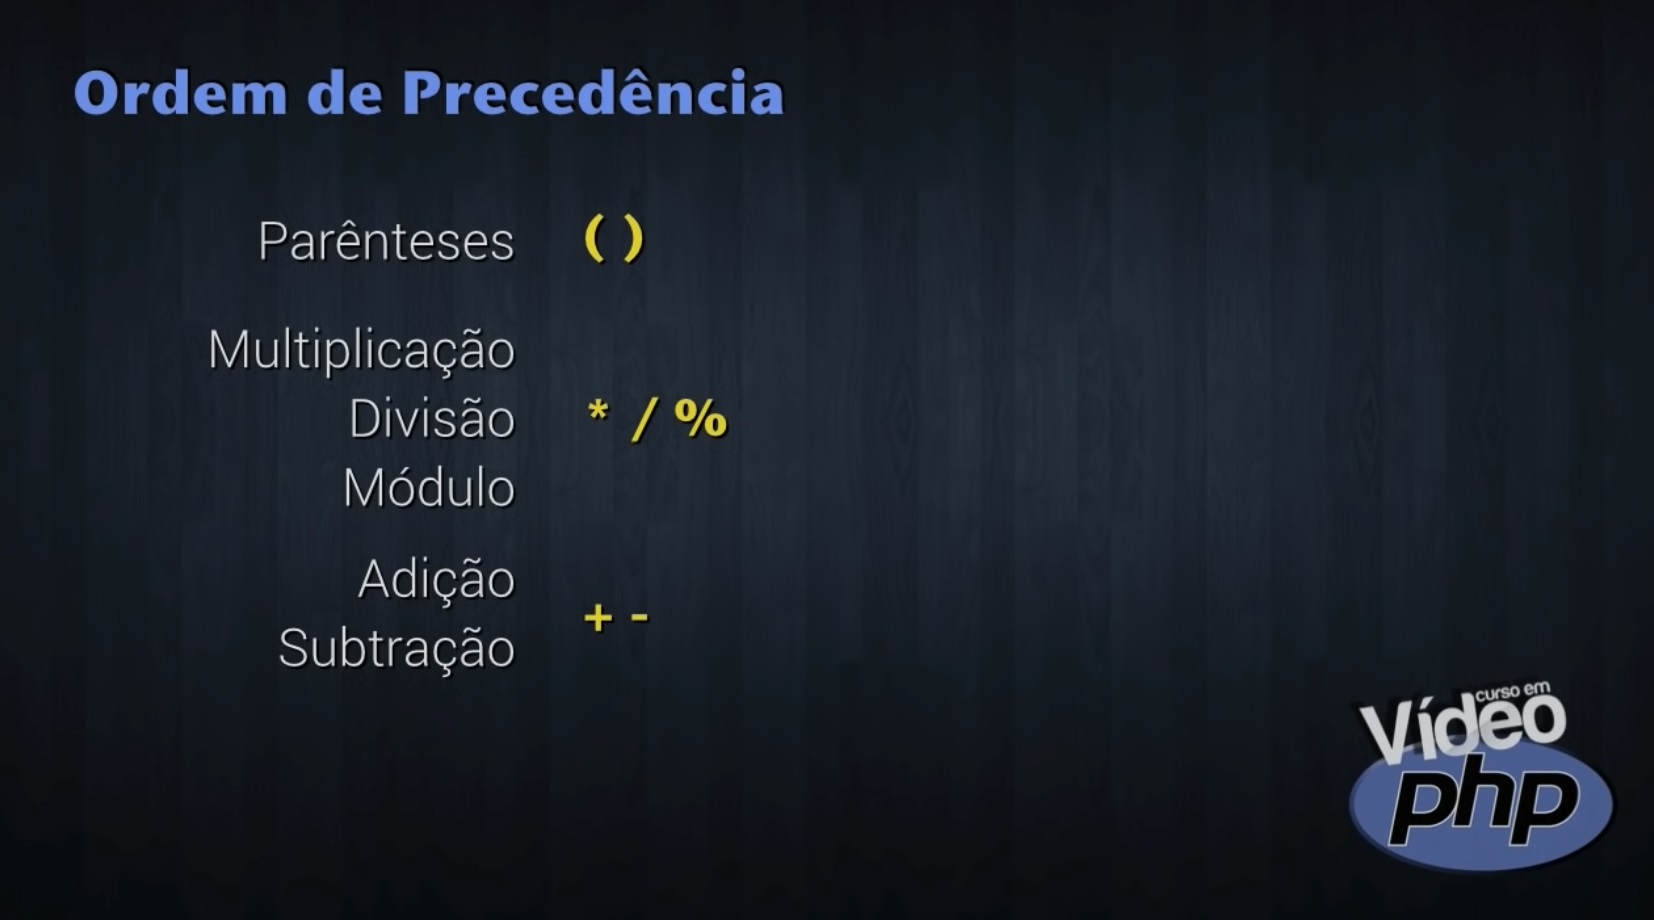 Ordem de Precedência
Parênteses ( )
Multiplicação
Divisão * / %
Módulo
Adição
+ -
Subtração
curso em
Vídeo
php